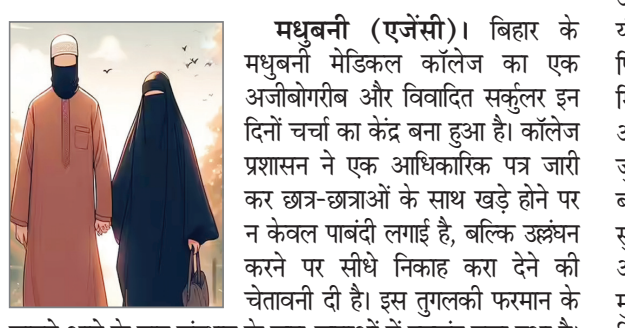 मधुबनी (एजेंसी)। बिहार के
मधुबनी मेडिकल कॉलेज का एक
अजीबोगरीब और विवादित सर्कुलर इन
दिनों चर्चा का केंद्र बना हुआ है। कॉलेज
प्रशासन ने एक आधिकारिक पत्र जारी
कर छात्र-छात्राओं के साथ खड़े होने पर
न केवल पाबंदी लगाई है, बल्कि उल्लंघन
करने पर सीधे निकाह करा देने की
चेतावनी दी है। इस तुगलकी फरमान के